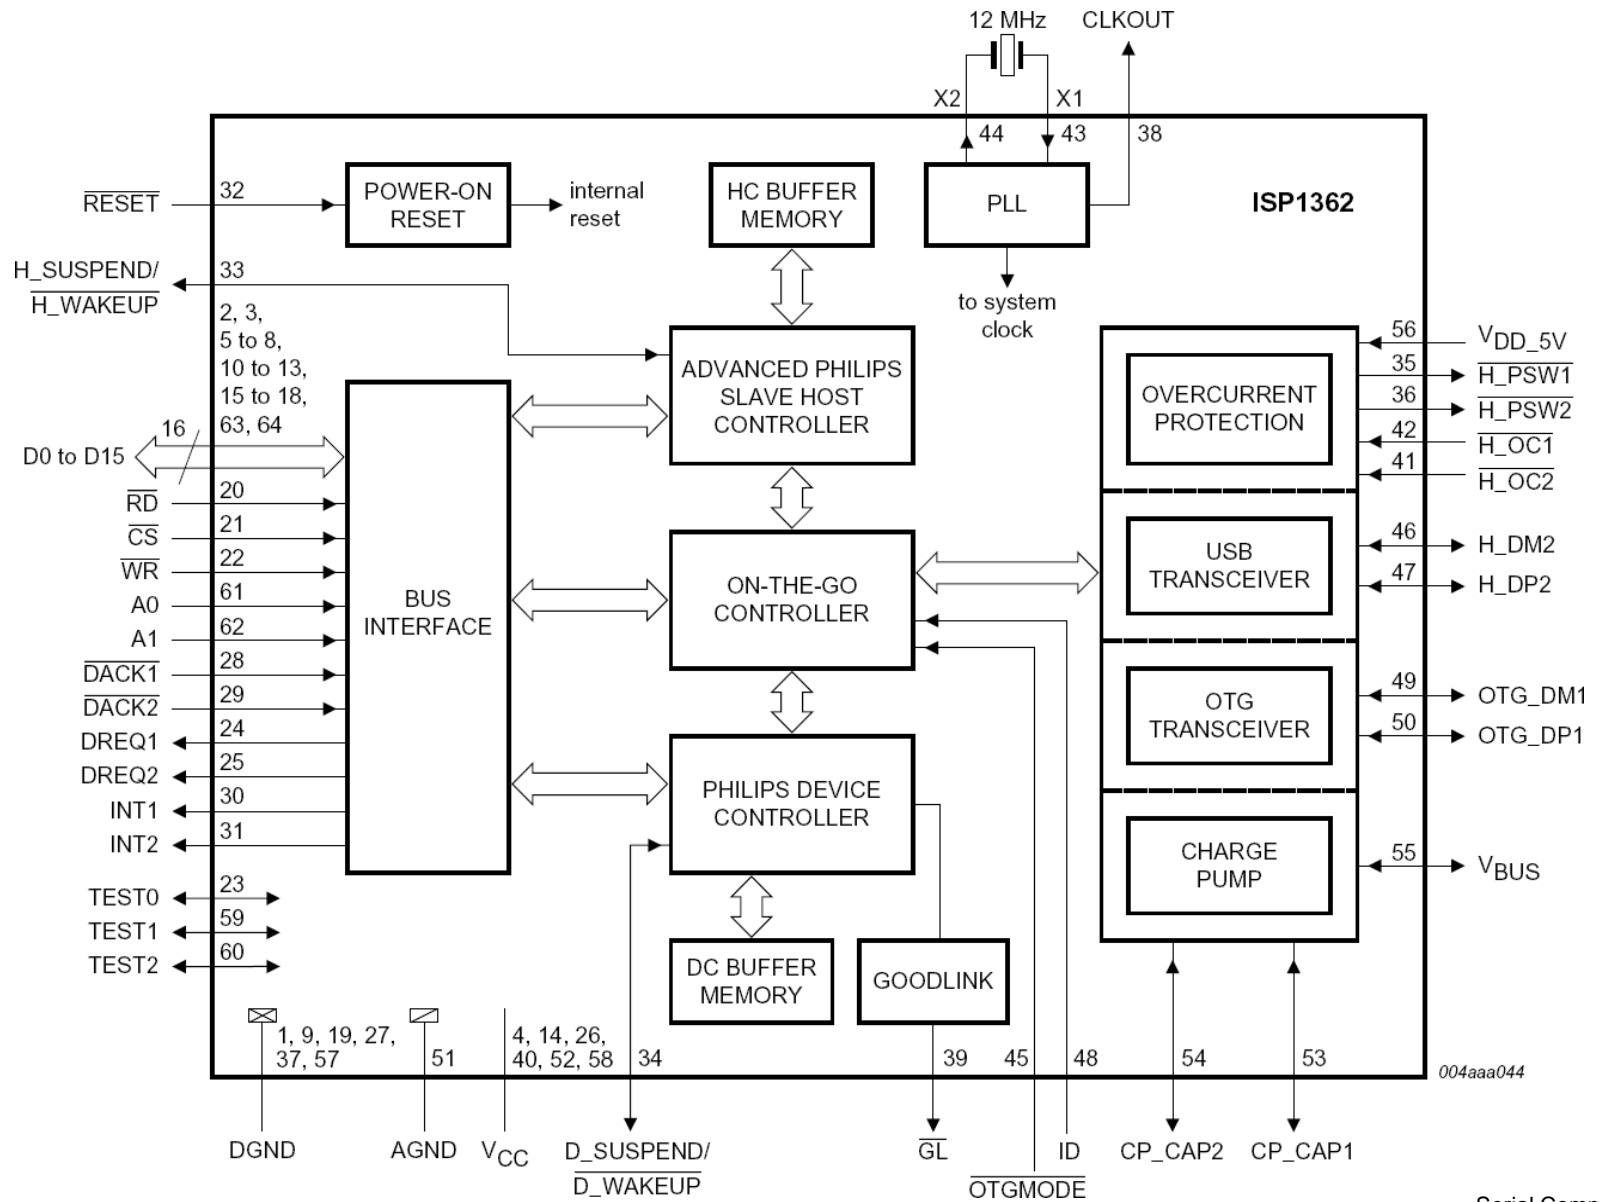 12 MHz
CLKOUT
X2
X1
44
43
38
RESET
32
POWER-ON
RESET
internal
reset
HC BUFFER
MEMORY
PLL
ISP1362
to system
clock
H_SUSPEND/
H_WAKEUP
33
2, 3,
5 to 8,
10 to 13,
15 to 18,
63, 64
D0 to D15
16
ADVANCED PHILIPS
SLAVE HOST
CONTROLLER
OVERCURRENT
PROTECTION
56
VDD_5V
35
H_PSW1
36
H_PSW2
42
H_OC1
41
H_OC2
RD
20
CS
21
WR
22
A0
61
A1
62
DACK1
28
DACK2
29
DREQ1
24
DREQ2
25
INT1
30
INT2
31
BUS
INTERFACE
ON-THE-GO
CONTROLLER
USB
TRANSCEIVER
46
H_DM2
47
H_DP2
OTG
TRANSCEIVER
49
OTG_DM1
50
OTG_DP1
PHILIPS DEVICE
CONTROLLER
CHARGE
PUMP
55
VBUS
TEST0
23
TEST1
59
TEST2
60
DC BUFFER
MEMORY
GOODLINK
1, 9, 19, 27,
37, 57
51
4, 14, 26,
40, 52, 58
34
39
45
48
54
53
004aaa044
DGND
AGND
VCC
D_SUSPEND/
D_WAKEUP
GL
OTGMODE
ID
CP_CAP2
CP_CAP1